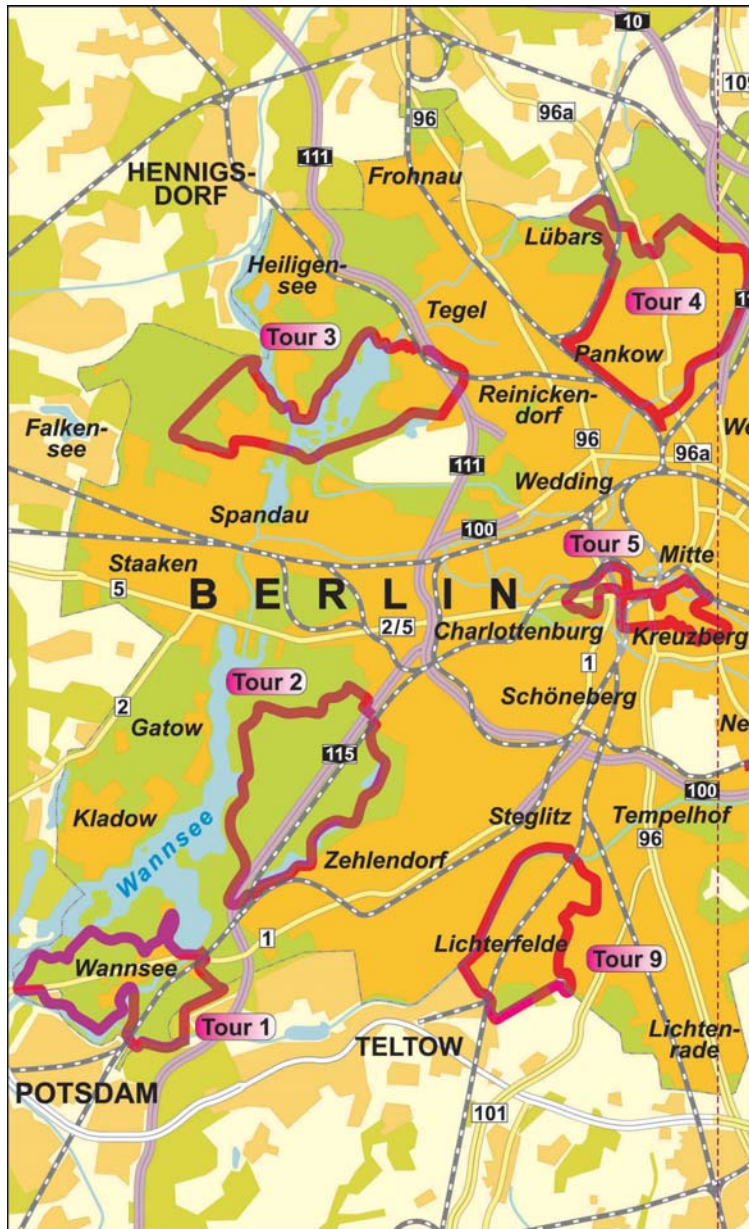 10
109
96
96a
111
HENNIGS-
DORF
Frohnau
Lübars
Heiligen-
see
Tegel
Tour 4
Tour 3
Pankow
Reinicken-
dorf
Falken-
see
96
96a
111
Wedding
Spandau
100
Tour 5
Mitte
Staaken
5
BERLIN
2/5
Charlottenburg
Kreuzberg
1
Tour 2
Schöneberg
2
Gatow
115
100
Kladow
Steglitz
Tempelhof
96
Wannsee
Zehlendorf
1
Lichterfelde
Wannsee
Tour 9
Tour 1
TELTOW
Lichten-
rade
POTSDAM
101